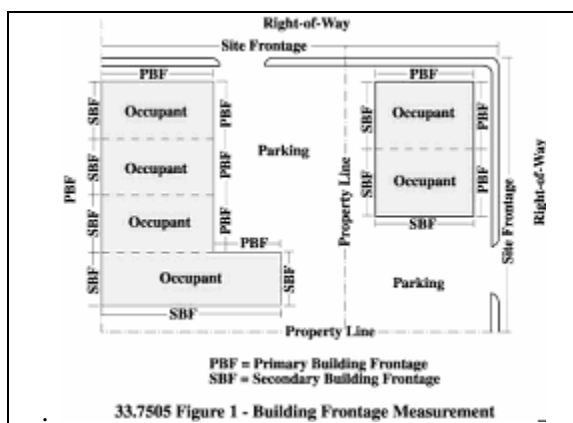 Right-of-Way
Site Frontage
PBF
PBF
SBF
Occupant
PBF
SBF
Occupant
PBF
Parking
SBF
Occupant
PBF
SBF
Occupant
PBF
Property Line
SBF
Occupant
PBF
PBF
SBF
Right-of-Way
Site Frontage
PBF
SBF
Occupant
SBF
Parking
SBF
Property Line
PBF = Primary Building Frontage
SBF = Secondary Building Frontage
33.7505 Figure 1 - Building Frontage Measurement